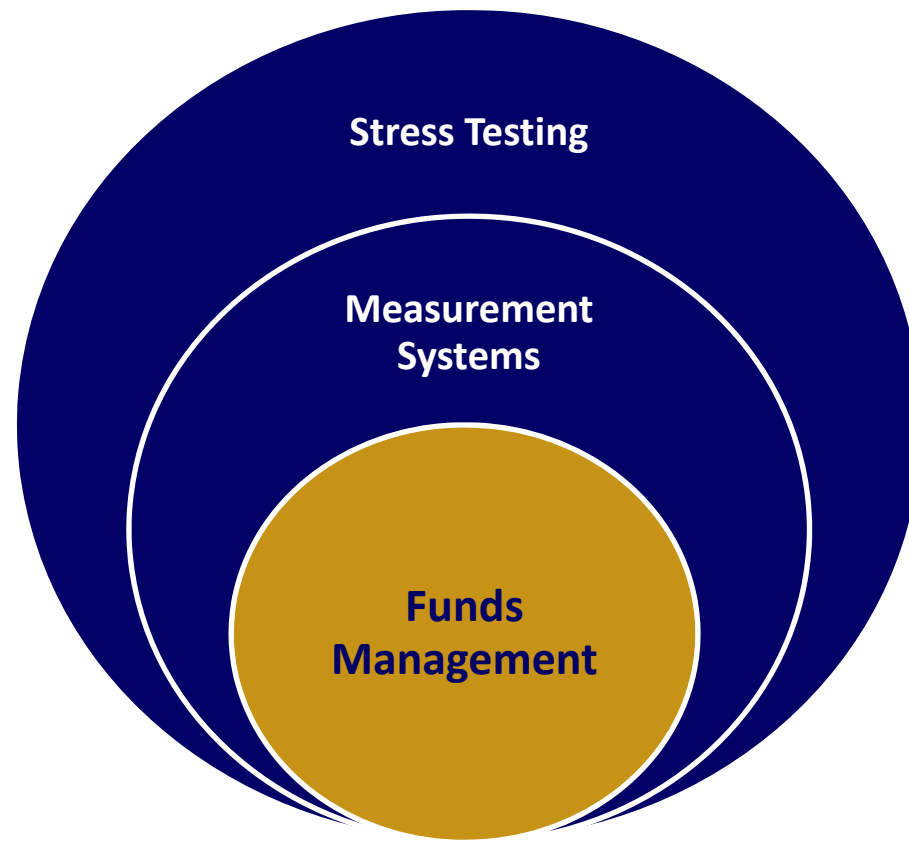 Stress Testing
Measurement
Systems
Funds
Management